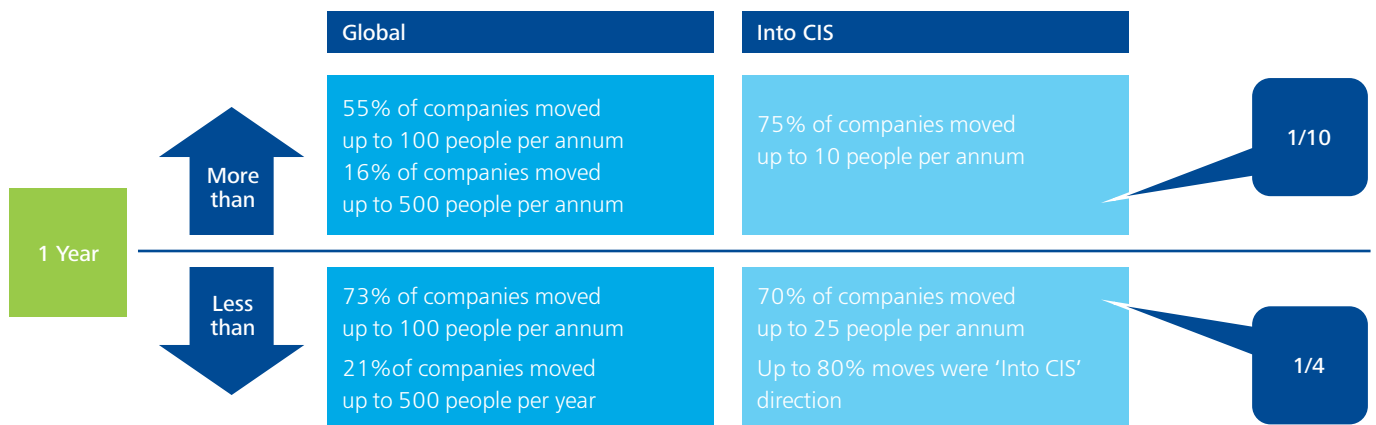 Global
Into CIS
55% of companies moved
up to 100 people per annum
16% of companies moved
up to 500 people per annum
75% of companies moved
up to 10 people per annum
1/10
More
than
1 Year
Less
than
73% of companies moved
up to 100 people per annum
21%of companies moved
up to 500 people per year
70% of companies moved
up to 25 people per annum
Up to 80% moves were ‘Into CIS’
direction
1/4